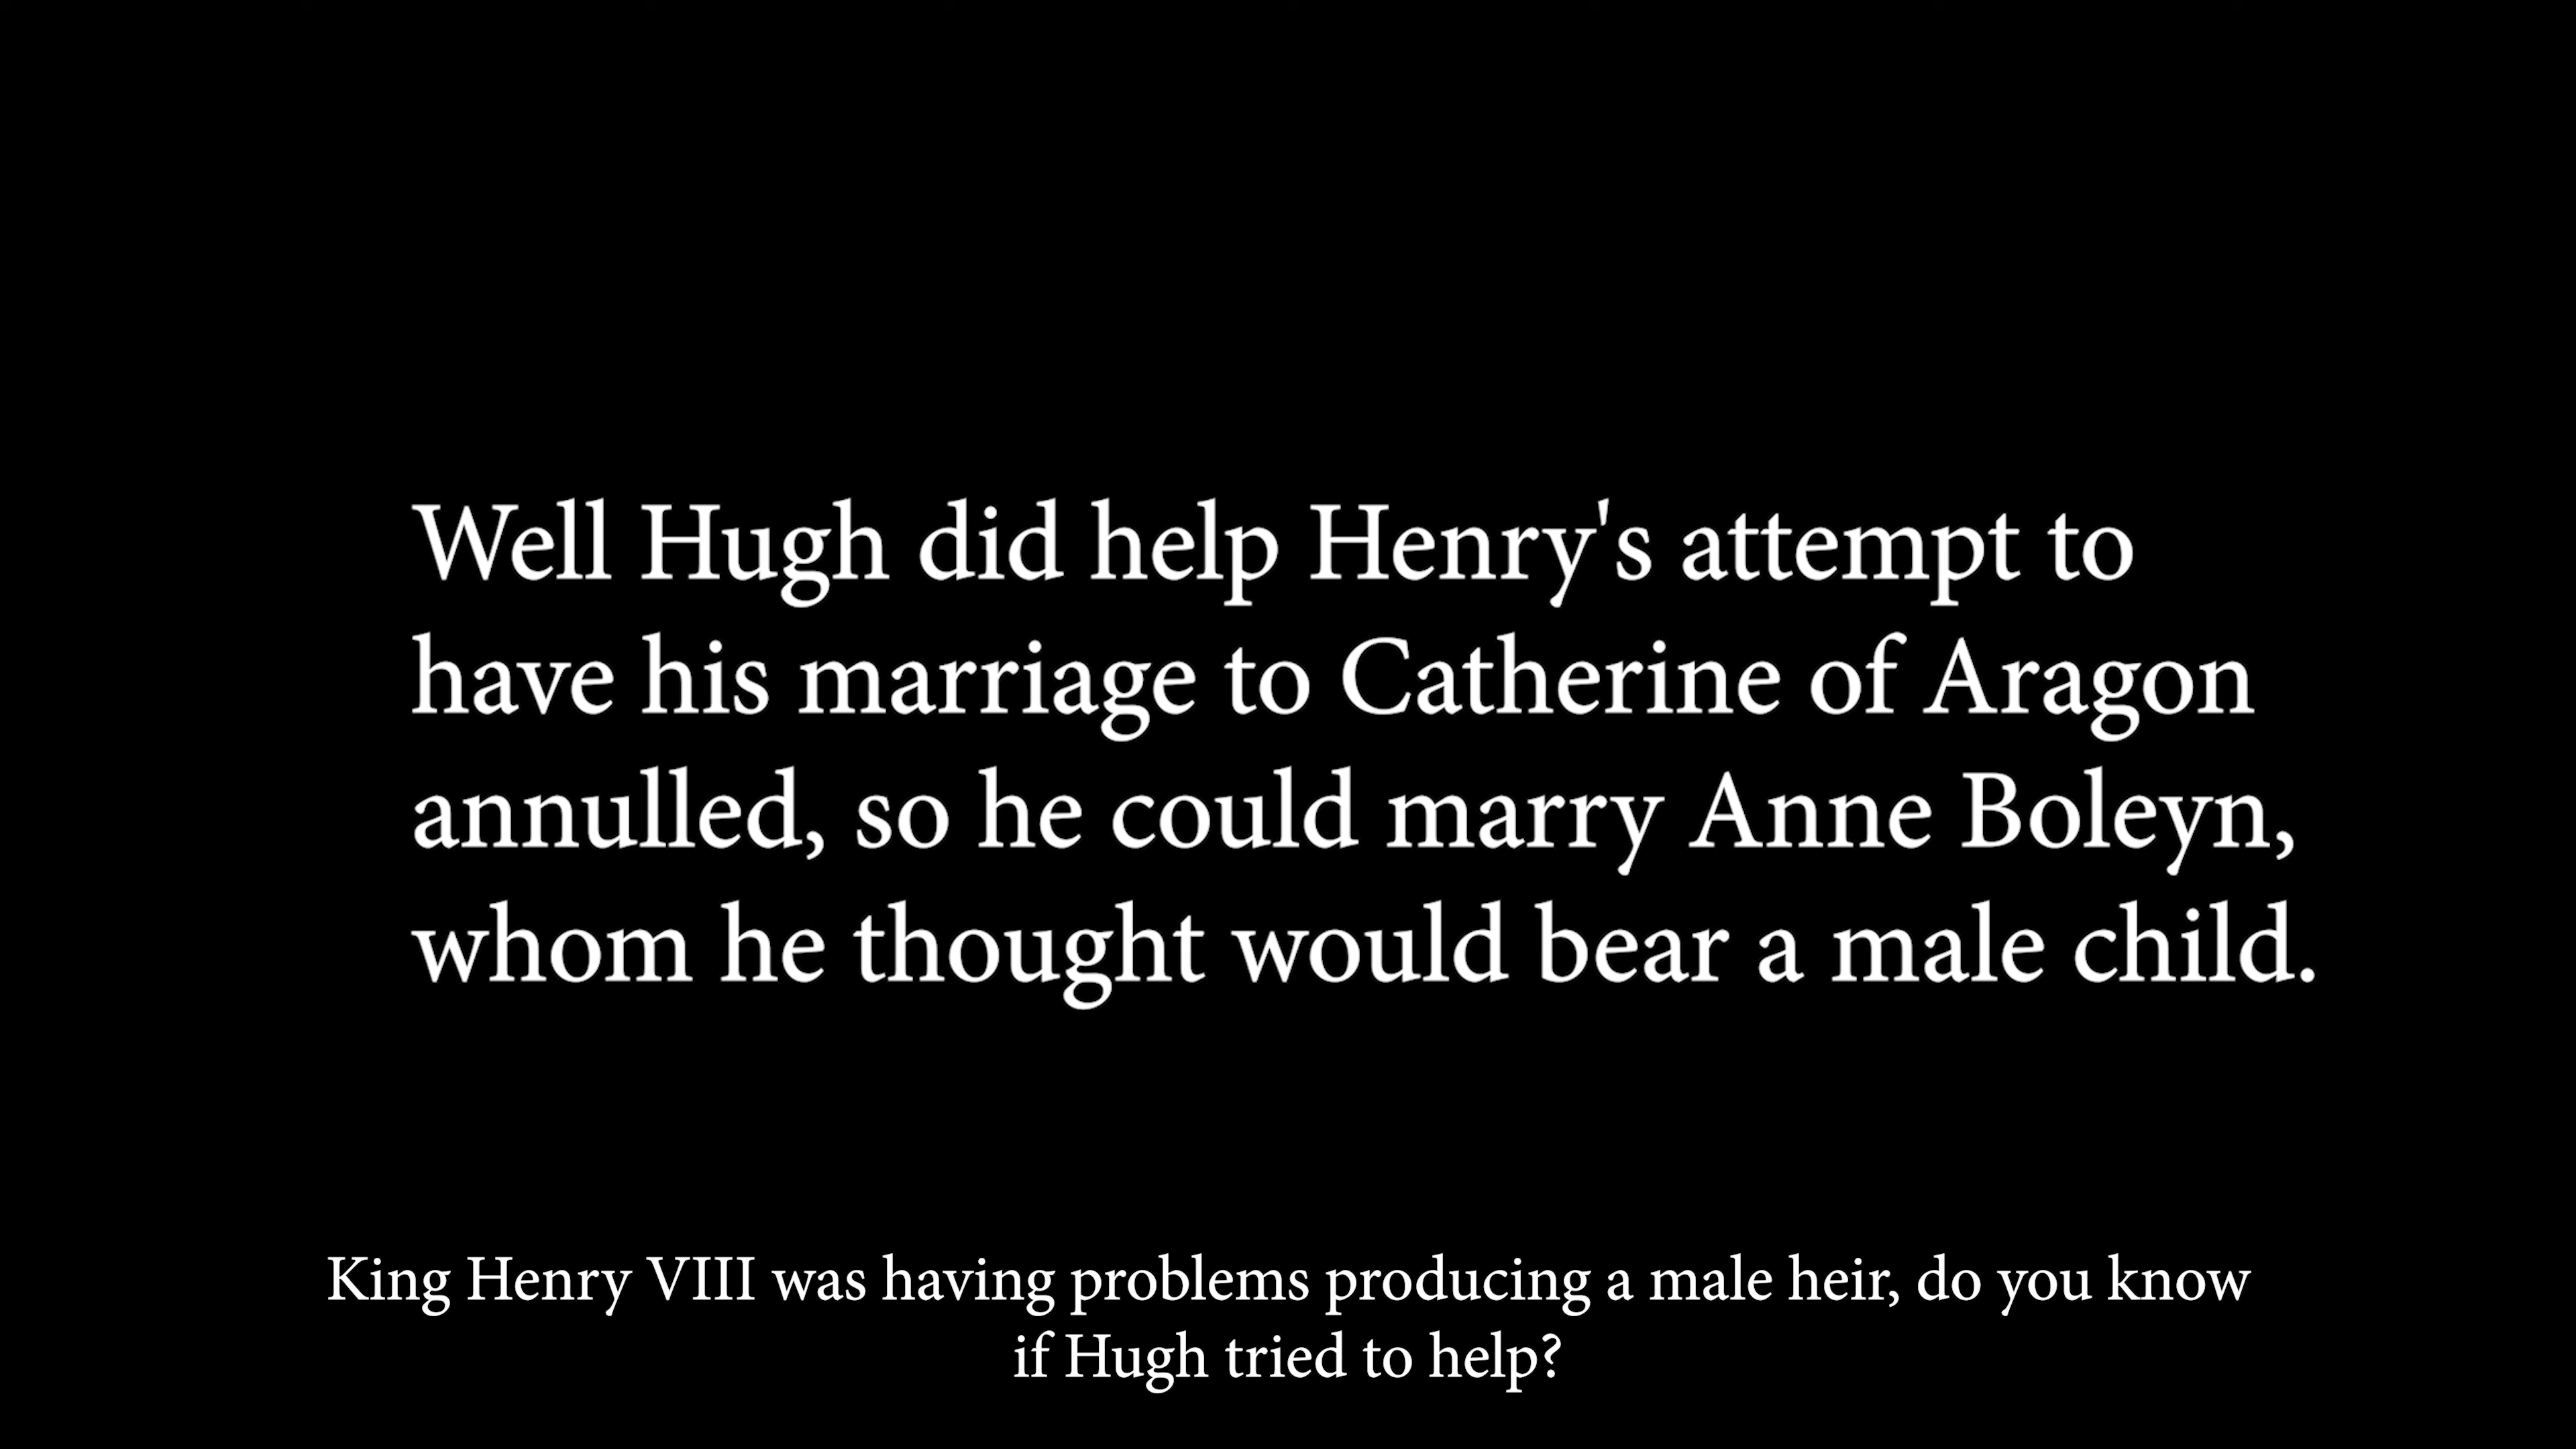 Well Hugh did help Henry's attempt to
have his marriage to Catherine of Aragon
annulled, so he could marry Anne Boleyn,
whom he thought would bear a male child.
King Henry VIII was having problems producing a male heir, do you know
if Hugh tried to help?